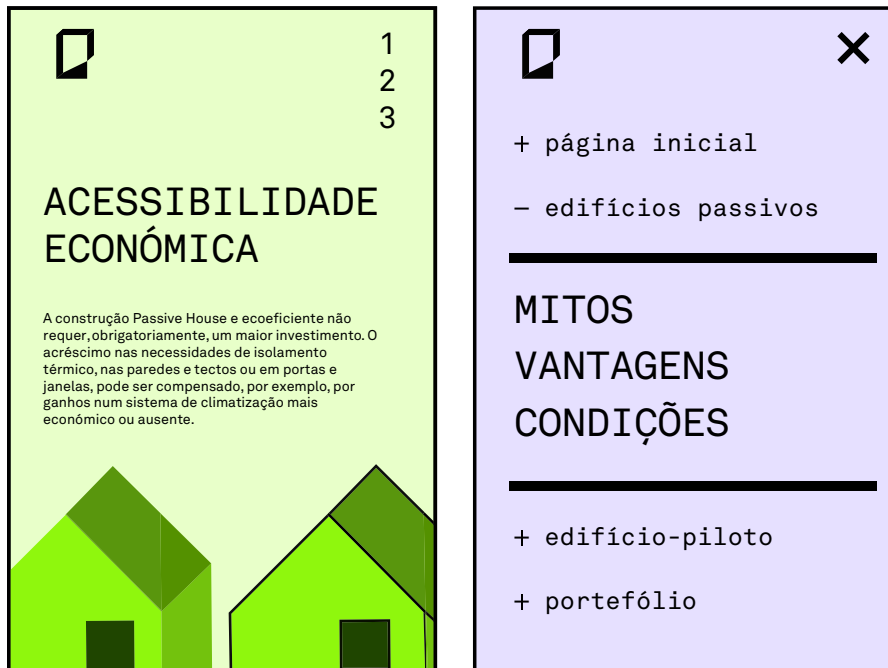 1
2
3
ACESSIBILIDADE
ECONÓMICA
A construção Passive House e ecoeficiente não
requer, obrigatoriamente, um maior investimento. O
acréscimo nas necessidades de isolamento
térmico, nas paredes e tectos ou em portas e
janelas, pode ser compensado, por exemplo, por
ganhos num sistema de climatização mais
económico ou ausente.
+ página inicial
– edifícios passivos
MITOS
VANTAGENS
CONDIÇÕES
+ edifício-piloto
+ portefólio